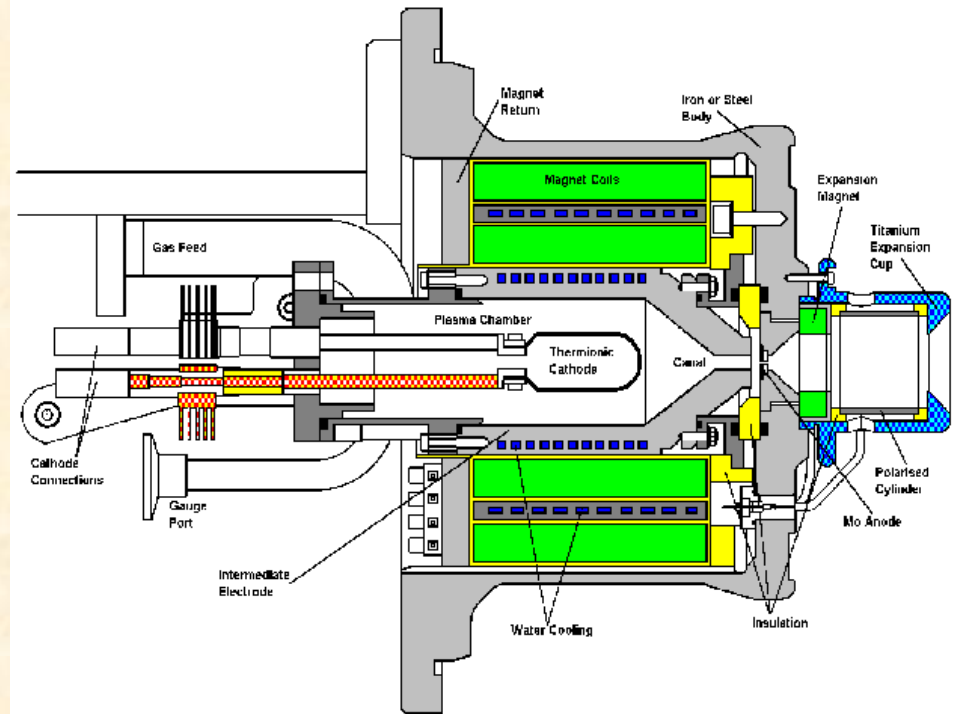 Magnet
Return
Iron or Steel
Body
Magnet Coils
Expansion
Magnet
Titanium
Expansion
Cup
Gas Feed
Plasma Chamber
Thermionic
Cathode
Canal
Cathode
Connections
Gauge
Port
Polarised
Cylinder
Mo Anode
Intermediate
Electrode
Water Cooling
Insulation